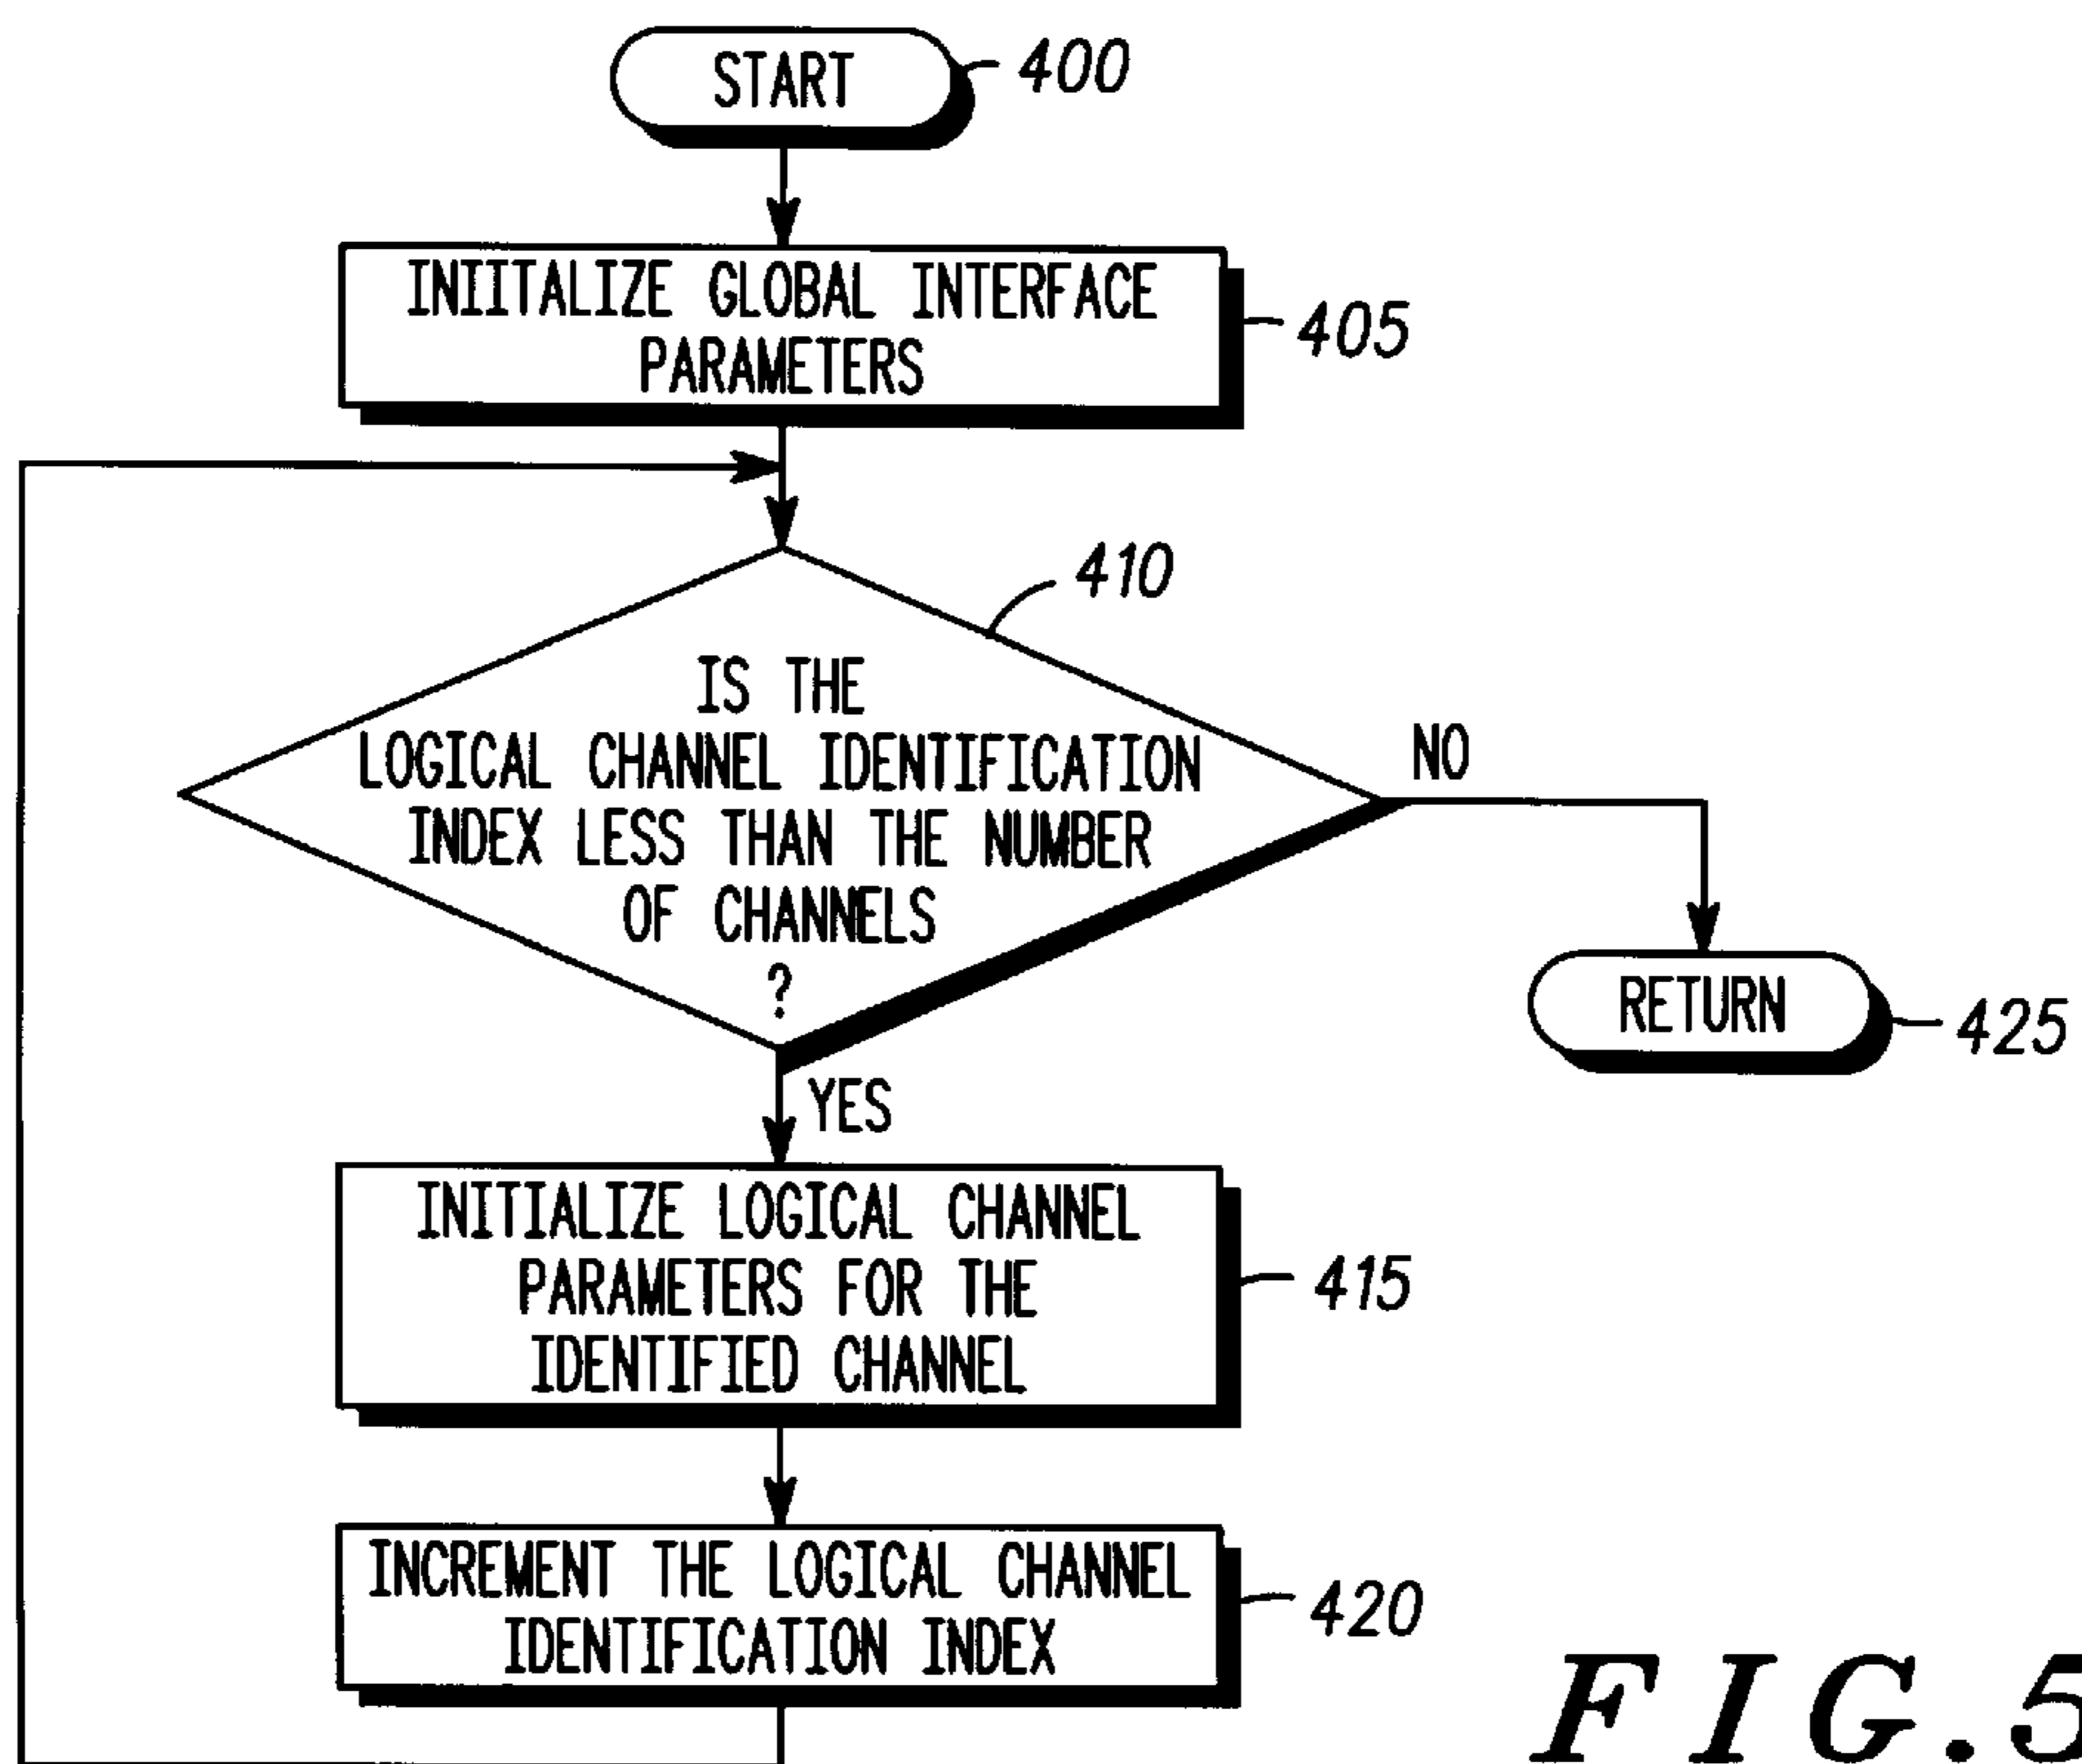 START
400
INIITALIZE GLOBAL INTERFACE
PARAMETERS
405
410
IS THE
LOGICAL CHANNEL IDENTIFICATION
INDEX LESS THAN THE NUMBER
OF CHANNELS
?
NO
RETURN
425
YES
INITIALIZE LOGICAL CHANNEL
PARAMETERS FOR THE
IDENTIFIED CHANNEL
415
INCREMENT THE LOGICAL CHANNEL
IDENTIFICATION INDEX
420
FIG.5